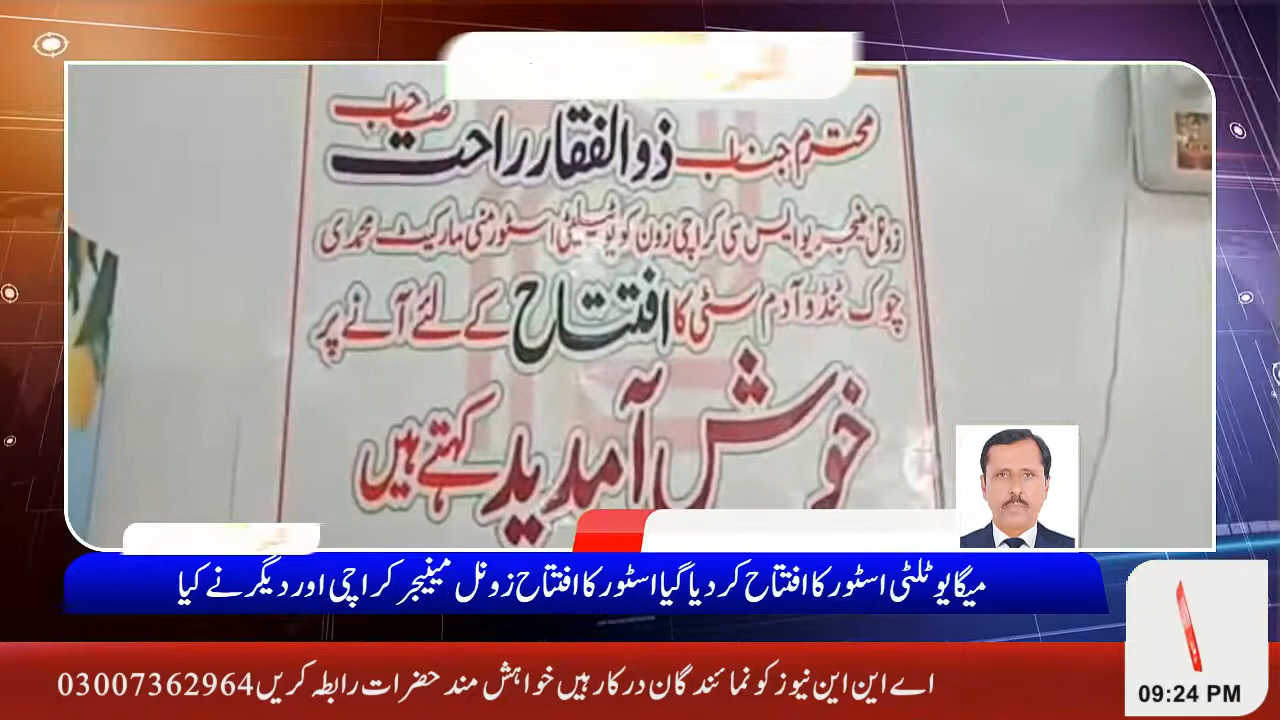 محترم جناب ذوالفقار راحت صاحب
زونل منیجر یو ایس سی کراچی زون کو یوٹیلیٹی اسٹور منی مارکیٹ محمدی
چوک ٹنڈو آدم سٹی کا افتتاح کے لئے آنے پر
خوش آمدید کہتے ہیں
میگا یوٹلٹی اسٹور کا افتتاح کر دیا گیا اسٹور کا افتتاح زونل مینیجر کراچی اور دیگر نے کیا
اے این این نیوز کو نمائندگان درکار ہیں خواہش مند حضرات رابطہ کریں 03007362964
09:24 PM